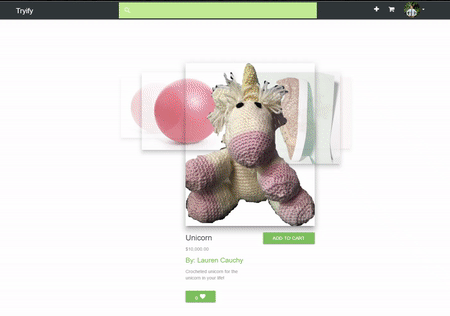 Tryify
Unicorn
ADD TO CART
$10,000.00
By: Lauren Cauchy
Crocheted unicorn for the
unicorn in your life!